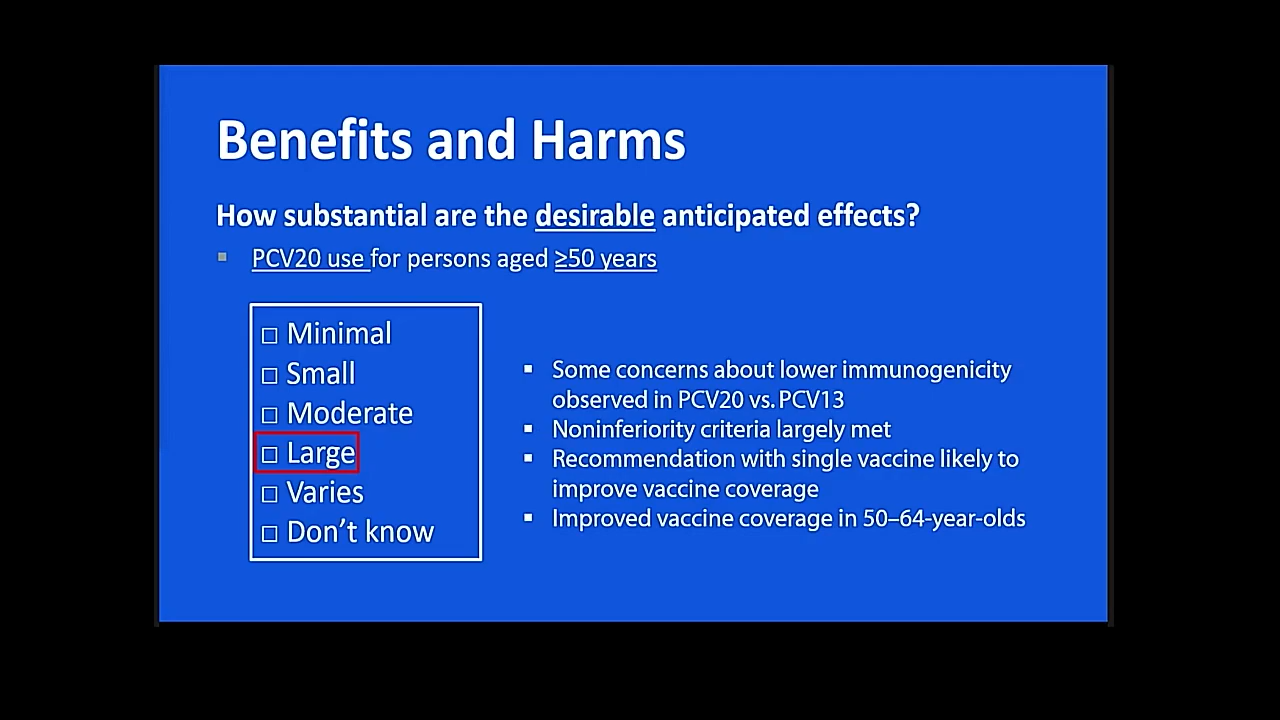 Benefits and Harms
How substantial are the desirable anticipated effects?
▪ PCV20 use for persons aged ≥50 years
□ Minimal
□ Small
□ Moderate
□ Large
□ Varies
□ Don’t know
▪ Some concerns about lower immunogenicity
observed in PCV20 vs. PCV13
▪ Noninferiority criteria largely met
▪ Recommendation with single vaccine likely to
improve vaccine coverage
▪ Improved vaccine coverage in 50–64-year-olds